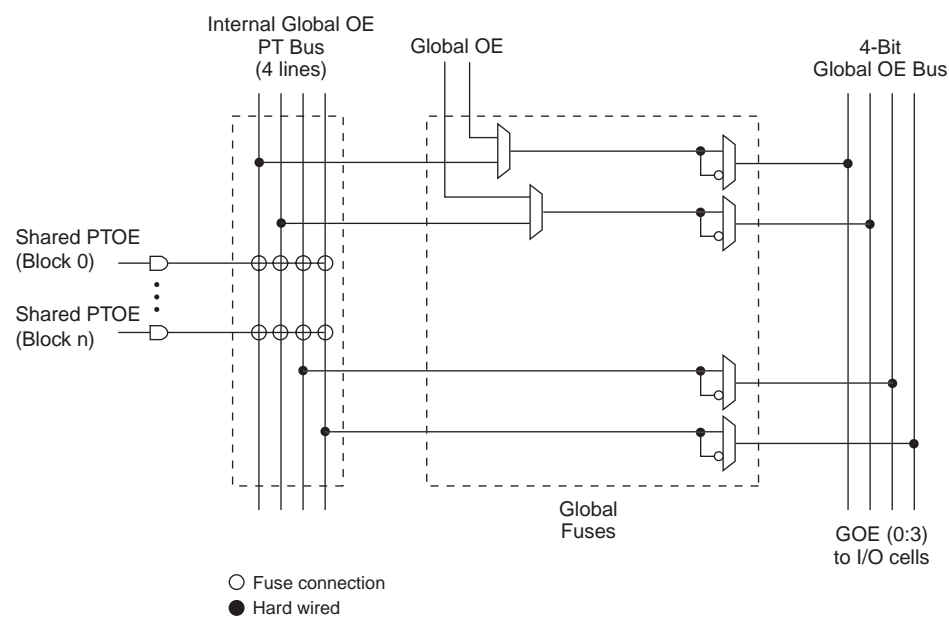 Internal Global OE
PT Bus
(4 lines)
Global OE
4-Bit
Global OE Bus
Shared PTOE
(Block 0)
Shared PTOE
(Block n)
Global
Fuses
GOE (0:3)
to I/O cells
Fuse connection
Hard wired